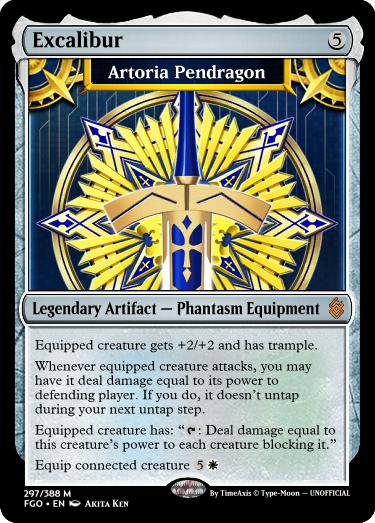 Excalibur 5
Artoria Pendragon
Legendary Artifact — Phantasm Equipment
Equipped creature gets +2/+2 and has trample.
Whenever equipped creature attacks, you may
have it deal damage equal to its power to
defending player. If you do, it doesn't untap
during your next untap step.
Equipped creature has: “: Deal damage equal to
this creature's power to each creature blocking it.”
Equip connected creature 5
297/388 M
FGO • EN Akita Ken
By TimeAxis © Type-Moon — UNOFFICIAL